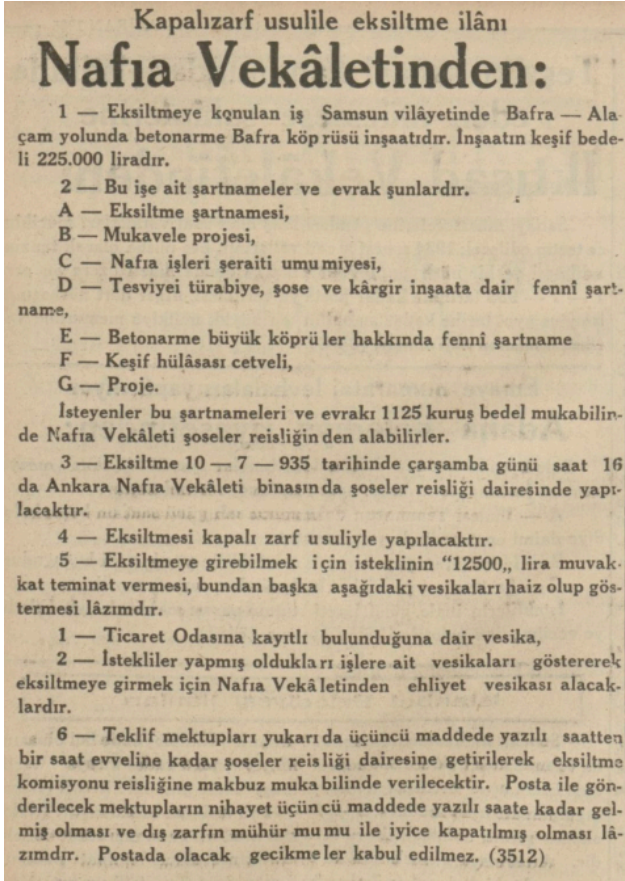 Kapalızarf usulile eksiltme ilânı
Nafıa Vekâletinden:
1 — Eksiltmeye konulan iş Samsun vilâyetinde Bafra — Ala-
çam yolunda betonarme Bafra köprüsü inşaatıdır. İnşaatın keşif bede-
li 225.000 liradır.
2 — Bu işe ait şartnameler ve evrak şunlardır.
A — Eksiltme şartnamesi,
B — Mukavele projesi,
C — Nafıa işleri şeraiti umumiyesi,
D — Tesviyei türabiye, şose ve kârgir inşaata dair fennî şart-
name,
E — Betonarme büyük köprüler hakkında fennî şartname
F — Keşif hülâsası cetveli,
G — Proje.
İsteyenler bu şartnameleri ve evrakı 1125 kuruş bedel mukabilin-
de Nafıa Vekâleti şoseler reisliğinden alabilirler.
3 — Eksiltme 10 — 7 — 935 tarihinde çarşamba günü saat 16
da Ankara Nafıa Vekâleti binasında şoseler reisliği dairesinde yapı-
lacaktır.
4 — Eksiltmesi kapalı zarf usuliyle yapılacaktır.
5 — Eksiltmeye girebilmek için isteklinin "12500„ lira muvak-
kat teminat vermesi, bundan başka aşağıdaki vesikaları haiz olup gös-
termesi lâzımdır.
1 — Ticaret Odasına kayıtlı bulunduğuna dair vesika,
2 — İstekliler yapmış oldukları işlere ait vesikaları göstererek
eksiltmeye girmek için Nafıa Vekâletinden ehliyet vesikası alacak-
lardır.
6 — Teklif mektupları yukarıda üçüncü maddede yazılı saatten
bir saat evveline kadar şoseler reisliği dairesine getirilerek eksiltme
komisyonu reisliğine makbuz mukabilinde verilecektir. Posta ile gön-
derilecek mektupların nihayet üçüncü maddede yazılı saate kadar gel-
miş olması ve dış zarfın mühür mumu ile iyice kapatılmış olması lâ-
zımdır. Postada olacak gecikmeler kabul edilmez. (3512)